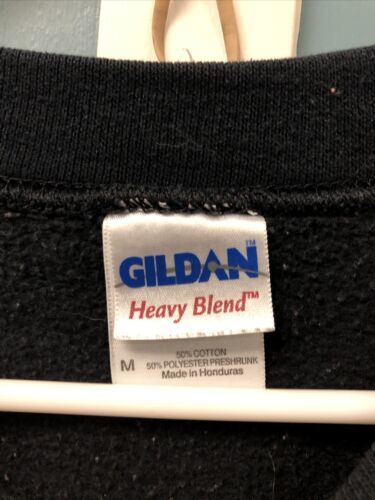 GILDAN™
Heavy Blend™
M
50% COTTON
50% POLYESTER PRESHRUNK
Made in Honduras